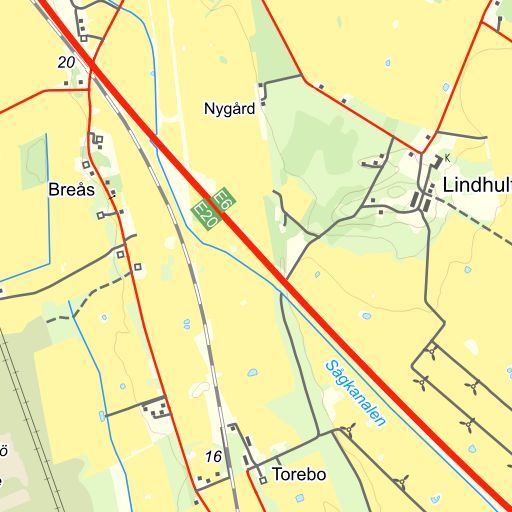 20
Nygård
K
Lindhult
Breås
E6
E20
Sågkanalen
ö
e
16
Torebo